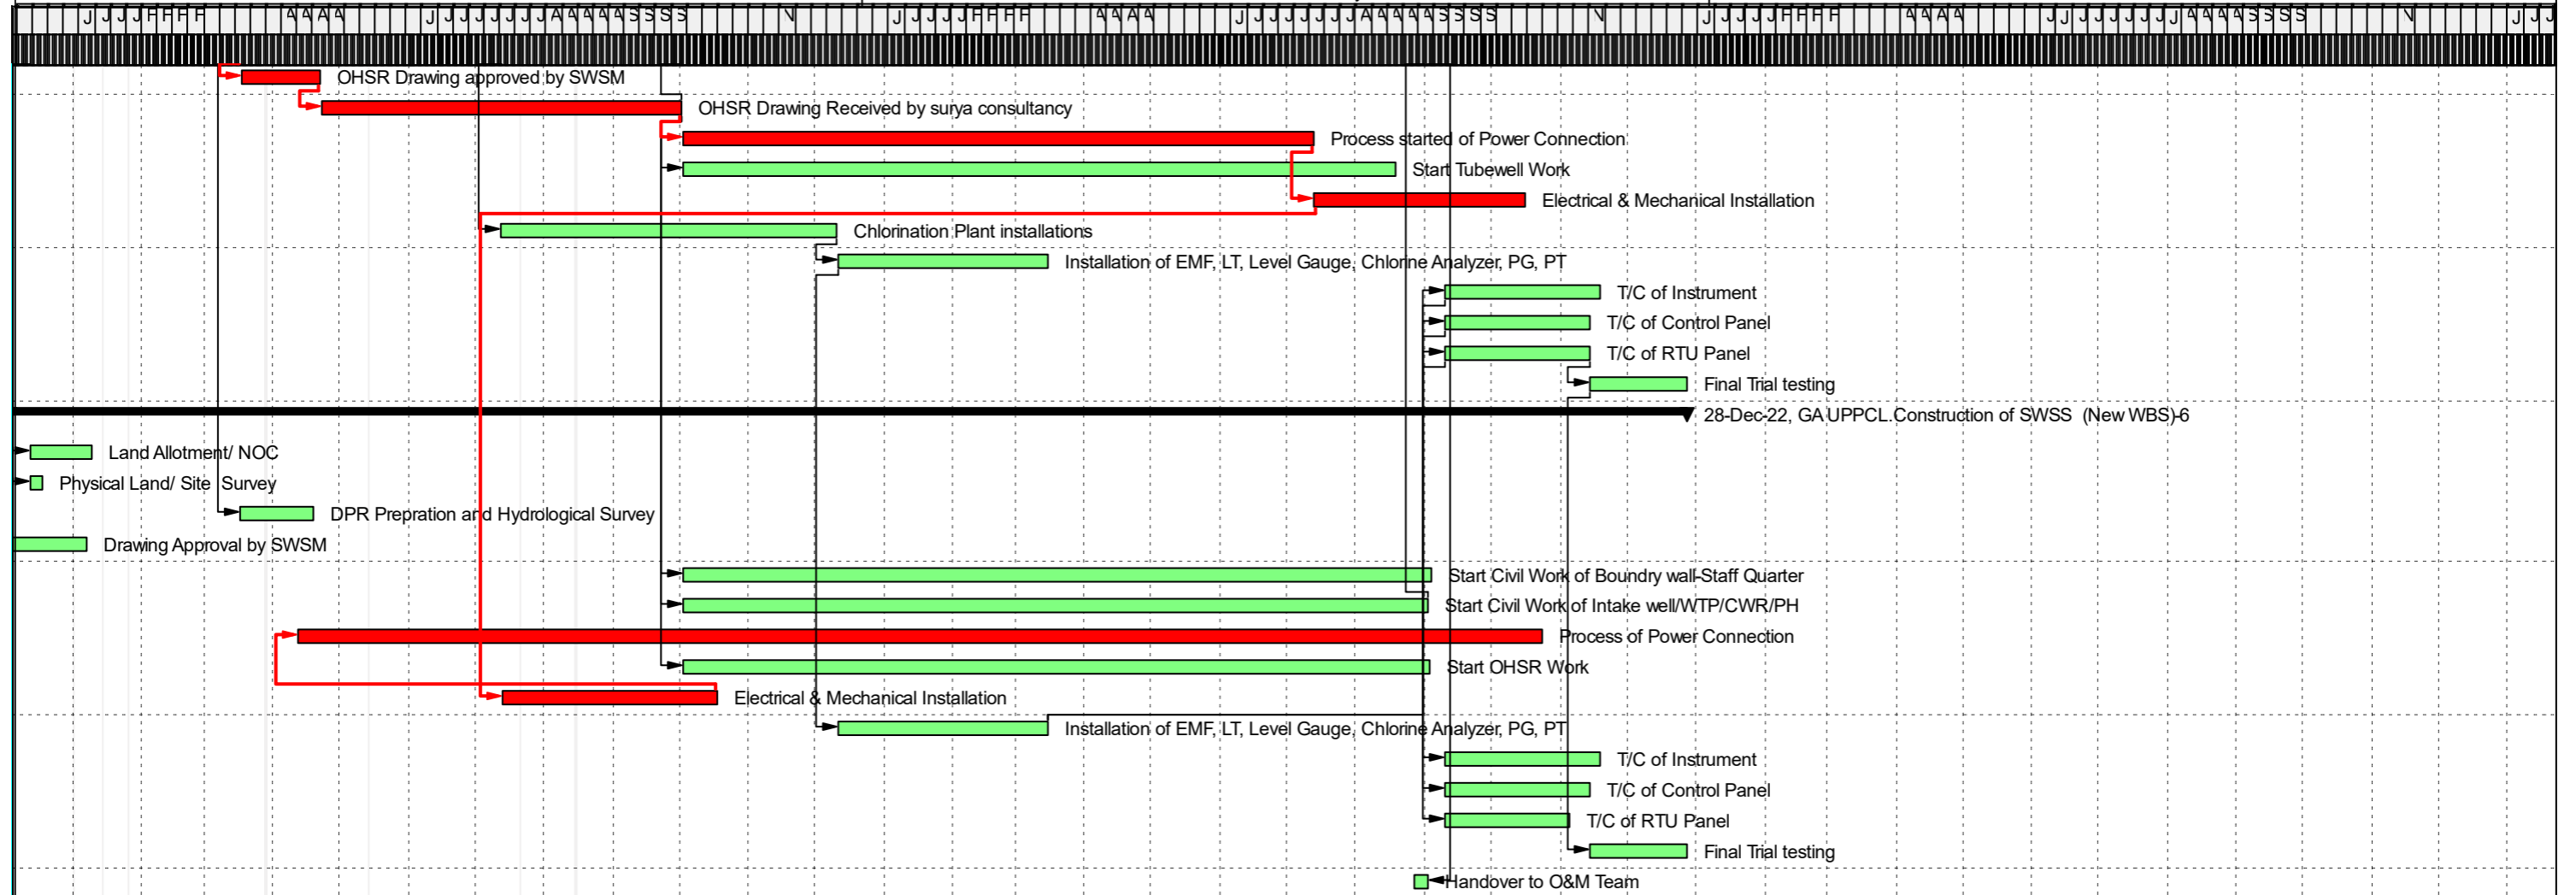 J J J J F F F F A A A A J J J J J J J J A A A A A S S S S N J J J J J F F F F A A A A J J J J J J J J A A A A A S S S S N J J J J J F F F F A A A A J J J J J J J J A A A A S S S S N J J J
OHSR Drawing approved by SWSM
OHSR Drawing Received by surya consultancy
Process started of Power Connection
Start Tubewell Work
Electrical & Mechanical Installation
Chlorination Plant installations
Installation of EMF, LT, Level Gauge, Chlorine Analyzer, PG, PT
T/C of Instrument
T/C of Control Panel
T/C of RTU Panel
Final Trial testing
28-Dec-22, GA UPPCL.Construction of SWSS (New WBS)-6
Land Allotment/ NOC
Physical Land/ Site Survey
DPR Prepration and Hydrological Survey
Drawing Approval by SWSM
Start Civil Work of Boundry wall-Staff Quarter
Start Civil Work of Intake well/WTP/CWR/PH
Process of Power Connection
Start OHSR Work
Electrical & Mechanical Installation
Installation of EMF, LT, Level Gauge, Chlorine Analyzer, PG, PT
T/C of Instrument
T/C of Control Panel
T/C of RTU Panel
Final Trial testing
Handover to O&M Team